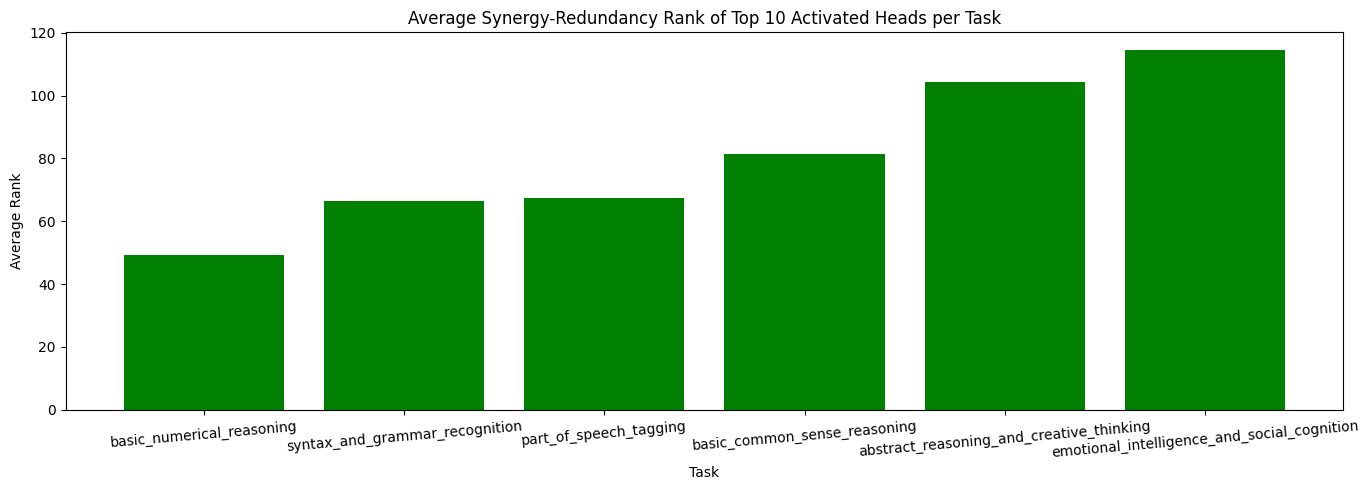 Average Synergy-Redundancy Rank of Top 10 Activated Heads per Task
120
100
80
60
40
20
0
Average Rank
basic_numerical_reasoning
syntax_and_grammar_recognition
part_of_speech_tagging
basic_common_sense_reasoning
abstract_reasoning_and_creative_thinking
emotional_intelligence_and_social_cognition
Task